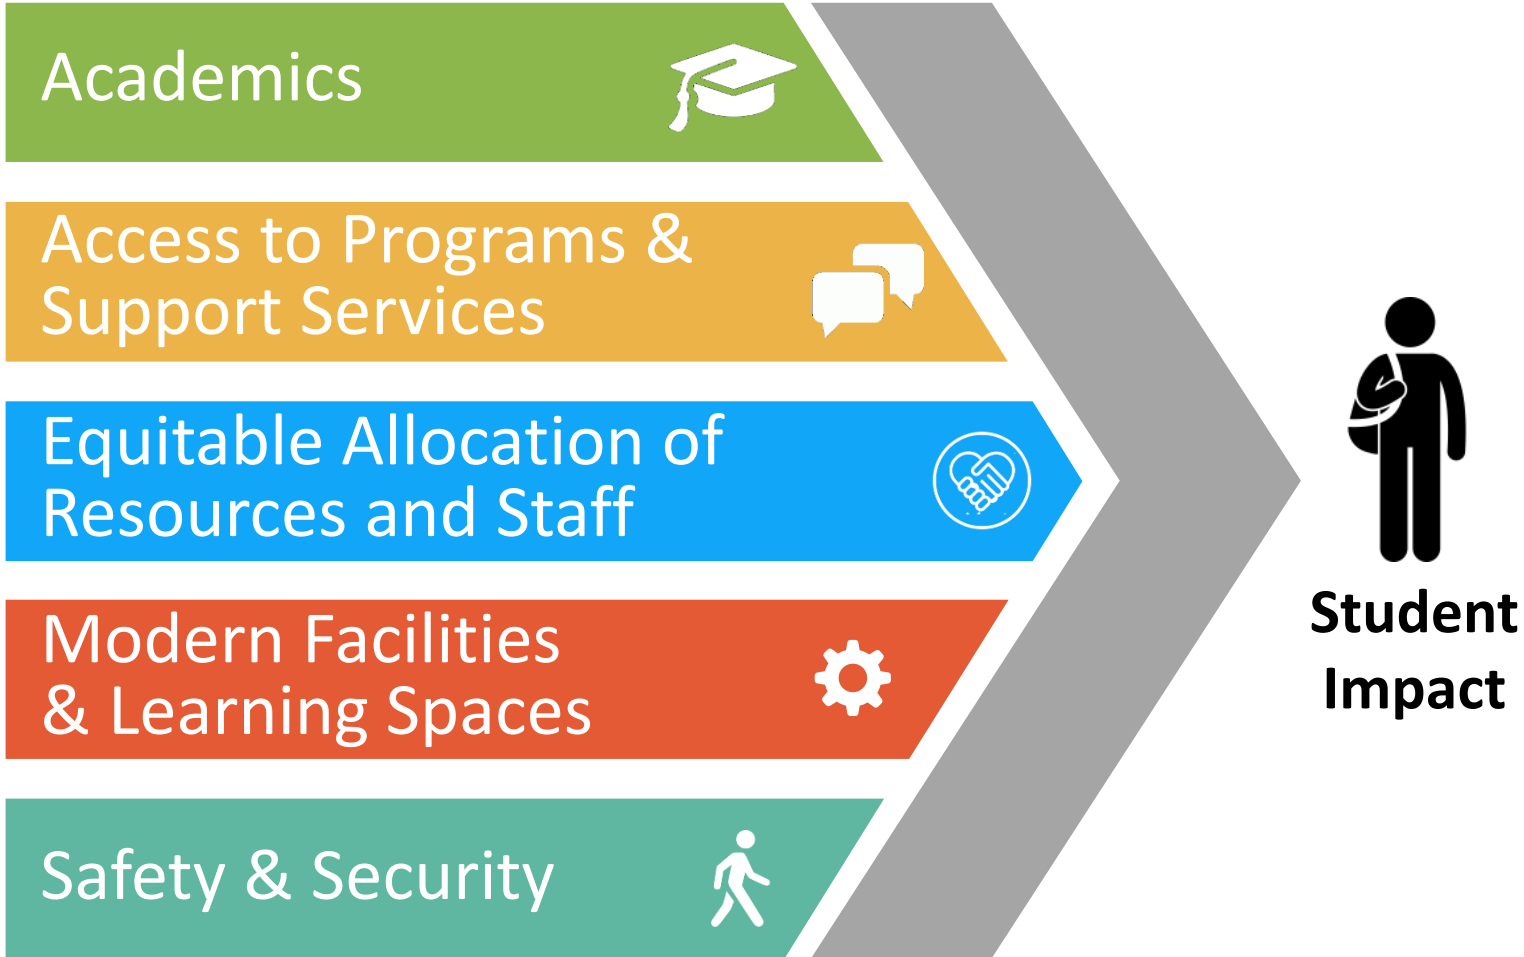 Academics
Access to Programs &
Support Services
Equitable Allocation of
Resources and Staff
Modern Facilities
& Learning Spaces
Safety & Security
Student
Impact